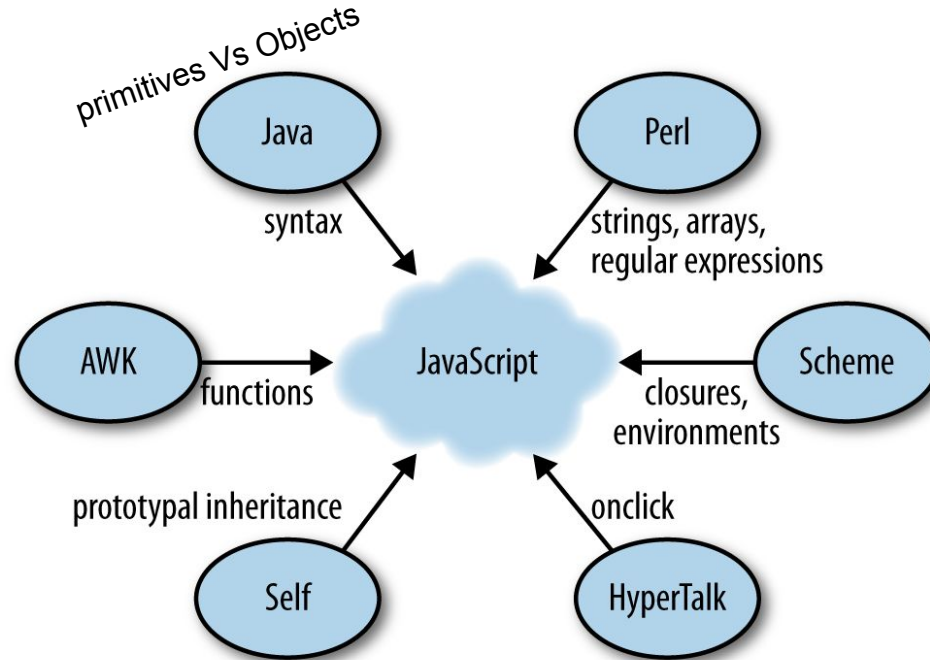 primitives Vs Objects
Java
Perl
syntax
strings, arrays,
regular expressions
AWK
JavaScript
Scheme
functions
closures,
environments
prototypal inheritance
onclick
Self
HyperTalk